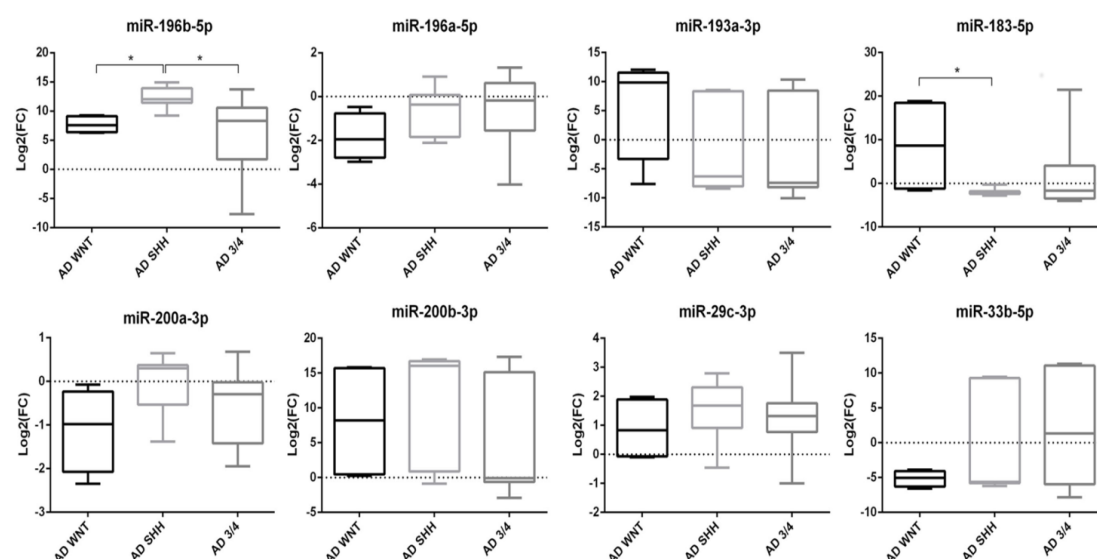 miR-196b-5p
Log2(FC)
20
15
10
5
0
-5
-10
* *
AD WNT
AD SHH
AD 3/4
miR-196a-5p
Log2(FC)
2
0
-2
-4
-6
AD WNT
AD SHH
AD 3/4
miR-193a-3p
Log2(FC)
15
10
5
0
-5
-10
-15
AD WNT
AD SHH
AD 3/4
miR-183-5p
Log2(FC)
30
20
10
0
-10
*
AD WNT
AD SHH
AD 3/4
miR-200a-3p
Log2(FC)
1
0
-1
-2
-3
AD WNT
AD SHH
AD 3/4
miR-200b-3p
Log2(FC)
20
15
10
5
0
-5
AD WNT
AD SHH
AD 3/4
miR-29c-3p
Log2(FC)
4
3
2
1
0
-1
-2
AD WNT
AD SHH
AD 3/4
miR-33b-5p
Log2(FC)
15
10
5
0
-5
-10
AD WNT
AD SHH
AD 3/4